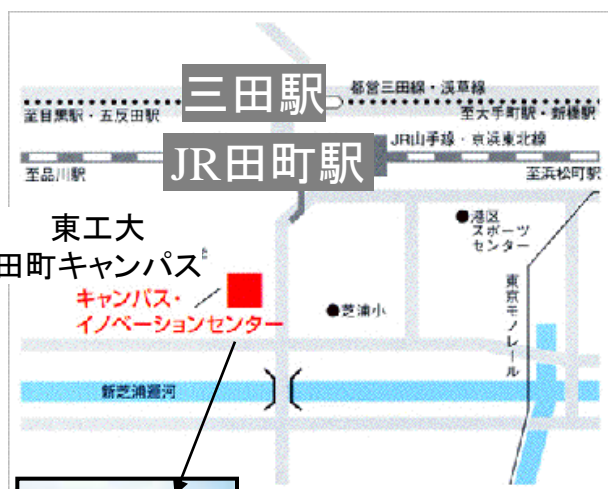 三田駅
都営三田線・浅草線
至目黒駅・五反田駅
至大手町駅・新橋駅
JR田町駅
JR山手線・京浜東北線
至品川駅
至浜松町駅
東工大
田町キャンパス
●港区
スポーツ
センター
キャンパス・
イノベーションセンター
●芝浦小
東京モノレール
新芝浦運河